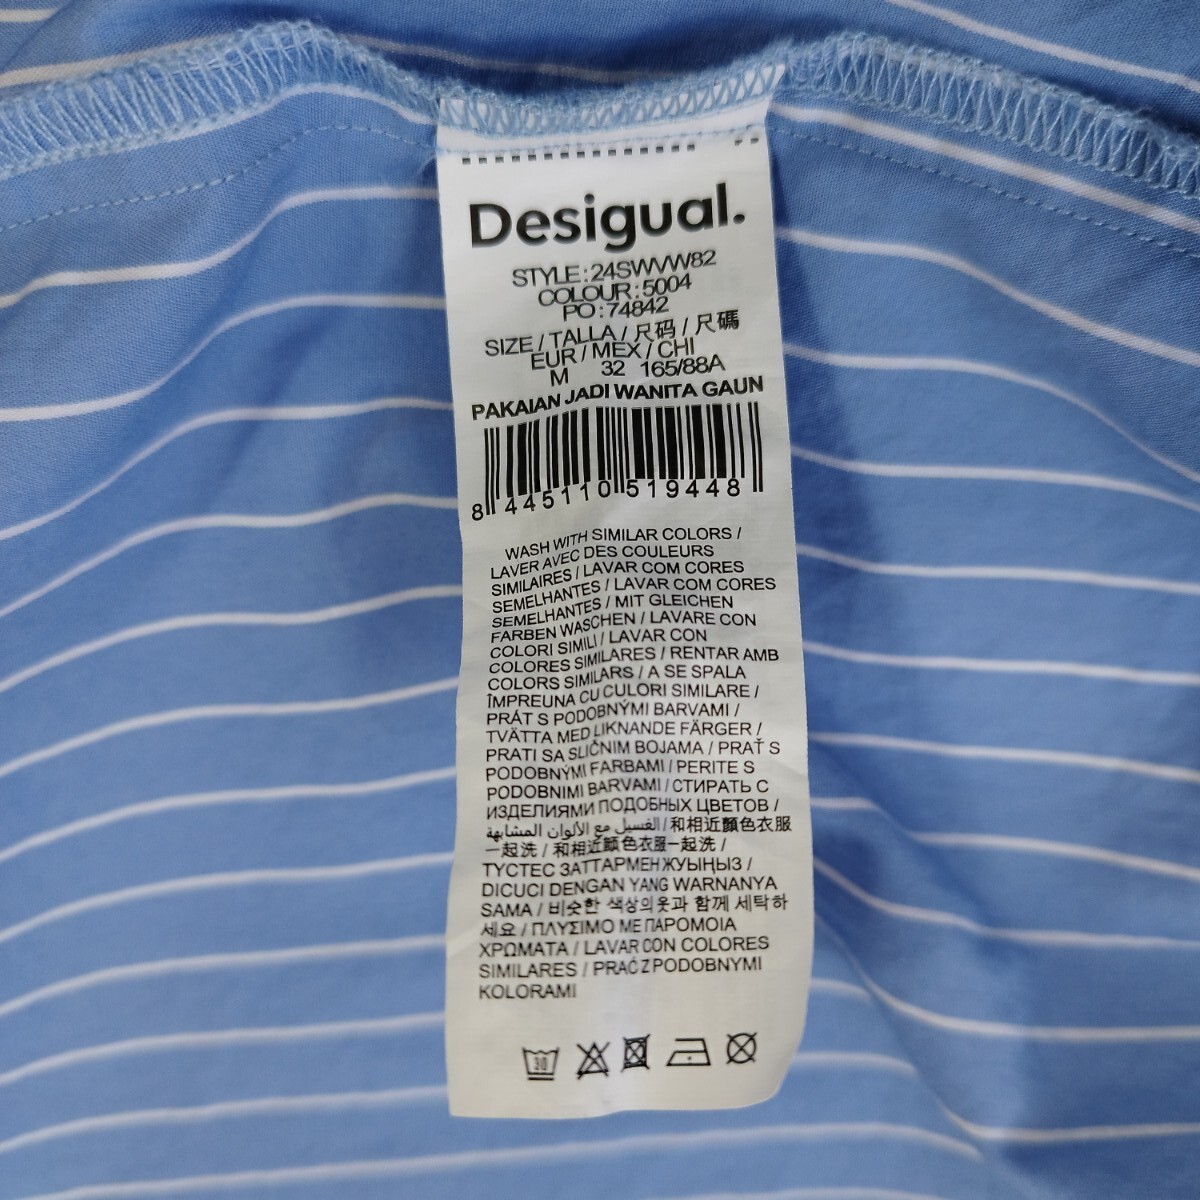 Desigual.
STYLE:24SWVW82
COLOUR:5004
PO:74842
SIZE / TALLA / 尺码 / 尺碼
EUR / MEX / CHI
M 32 165/88A
PAKAIAN JADI WANITA GAUN
8 445110 519448
WASH WITH SIMILAR COLORS /
LAVER AVEC DES COULEURS
SIMILAIRES / LAVAR COM CORES
SEMELHANTES / LAVAR COM CORES
SEMELHANTES / MIT GLEICHEN
FARBEN WASCHEN / LAVARE CON
COLORI SIMILI / LAVAR CON
COLORES SIMILARES / RENTAR AMB
COLORS SIMILARS / A SE SPALA
ÎMPREUNA CU CULORI SIMILARE /
PRÁT S PODOBNÝMI BARVAMI /
TVÄTTA MED LIKNANDE FÄRGER /
PRATI SA SLIČNIM BOJAMA / PRAŤ S
PODOBNÝMI FARBAMI / PERITE S
PODOBNIMI BARVAMI / СТИРАТЬ С
ИЗДЕЛИЯМИ ПОДОБНЫХ ЦВЕТОВ /
الغسيل مع الألوان المشابهة / 和相近顏色衣服
一起洗 / 和相近顏色衣服一起洗 /
ТҮСТЕС ЗАТТАРМЕН ЖУЫҢЫЗ /
DICUCI DENGAN YANG WARNANYA
SAMA / 비슷한 색상의 옷과 함께 세탁하
세요 / ΠΛΥΣΙΜΟ ΜΕ ΠΑΡΟΜΟΙΑ
ΧΡΩΜΑΤΑ / LAVAR CON COLORES
SIMILARES / PRAĆ Z PODOBNYMI
KOLORAMI
30